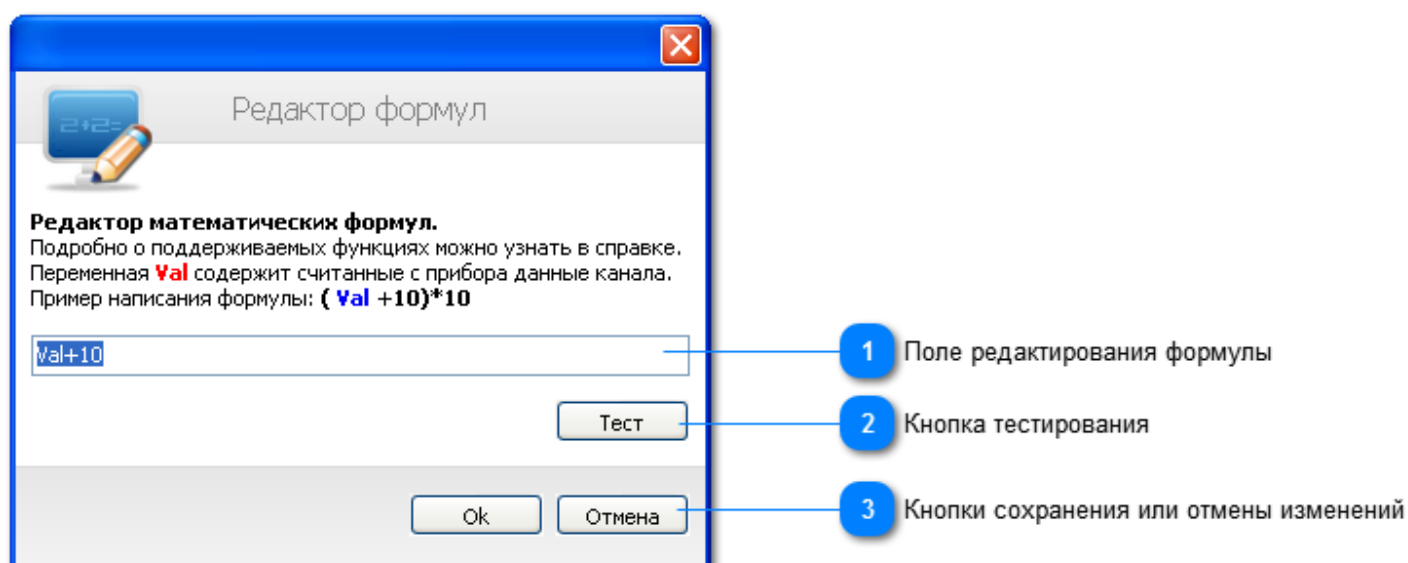 2+2=
Редактор формул
Редактор математических формул.
Подробно о поддерживаемых функциях можно узнать в справке.
Переменная Val содержит считанные с прибора данные канала.
Пример написания формулы: ( Val +10)*10
Val+10
1 Поле редактирования формулы
Тест
2 Кнопка тестирования
Ok Отмена
3 Кнопки сохранения или отмены изменений